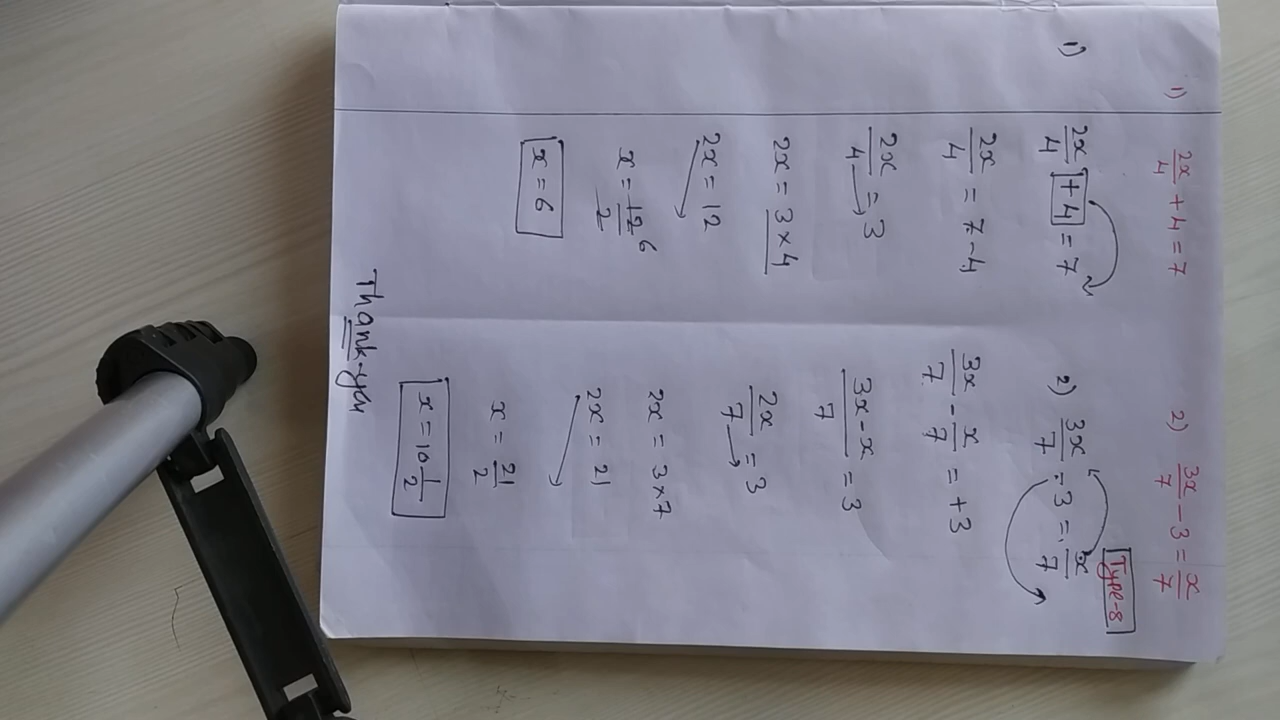 1) 2x/4 + 4 = 7
2) 3x/7 - 3 = x/7
Type-8
1) 2x/4 + 4 = 7
2x/4 = 7-4
2x/4 = 3
2x = 3×4
2x = 12
x = 12/2 6
x = 6
2) 3x/7 - 3 = x/7
3x/7 - x/7 = +3
3x-x/7 = 3
2x/7 = 3
2x = 3×7
2x = 21
x = 21/2
x = 10 1/2
Thank-you